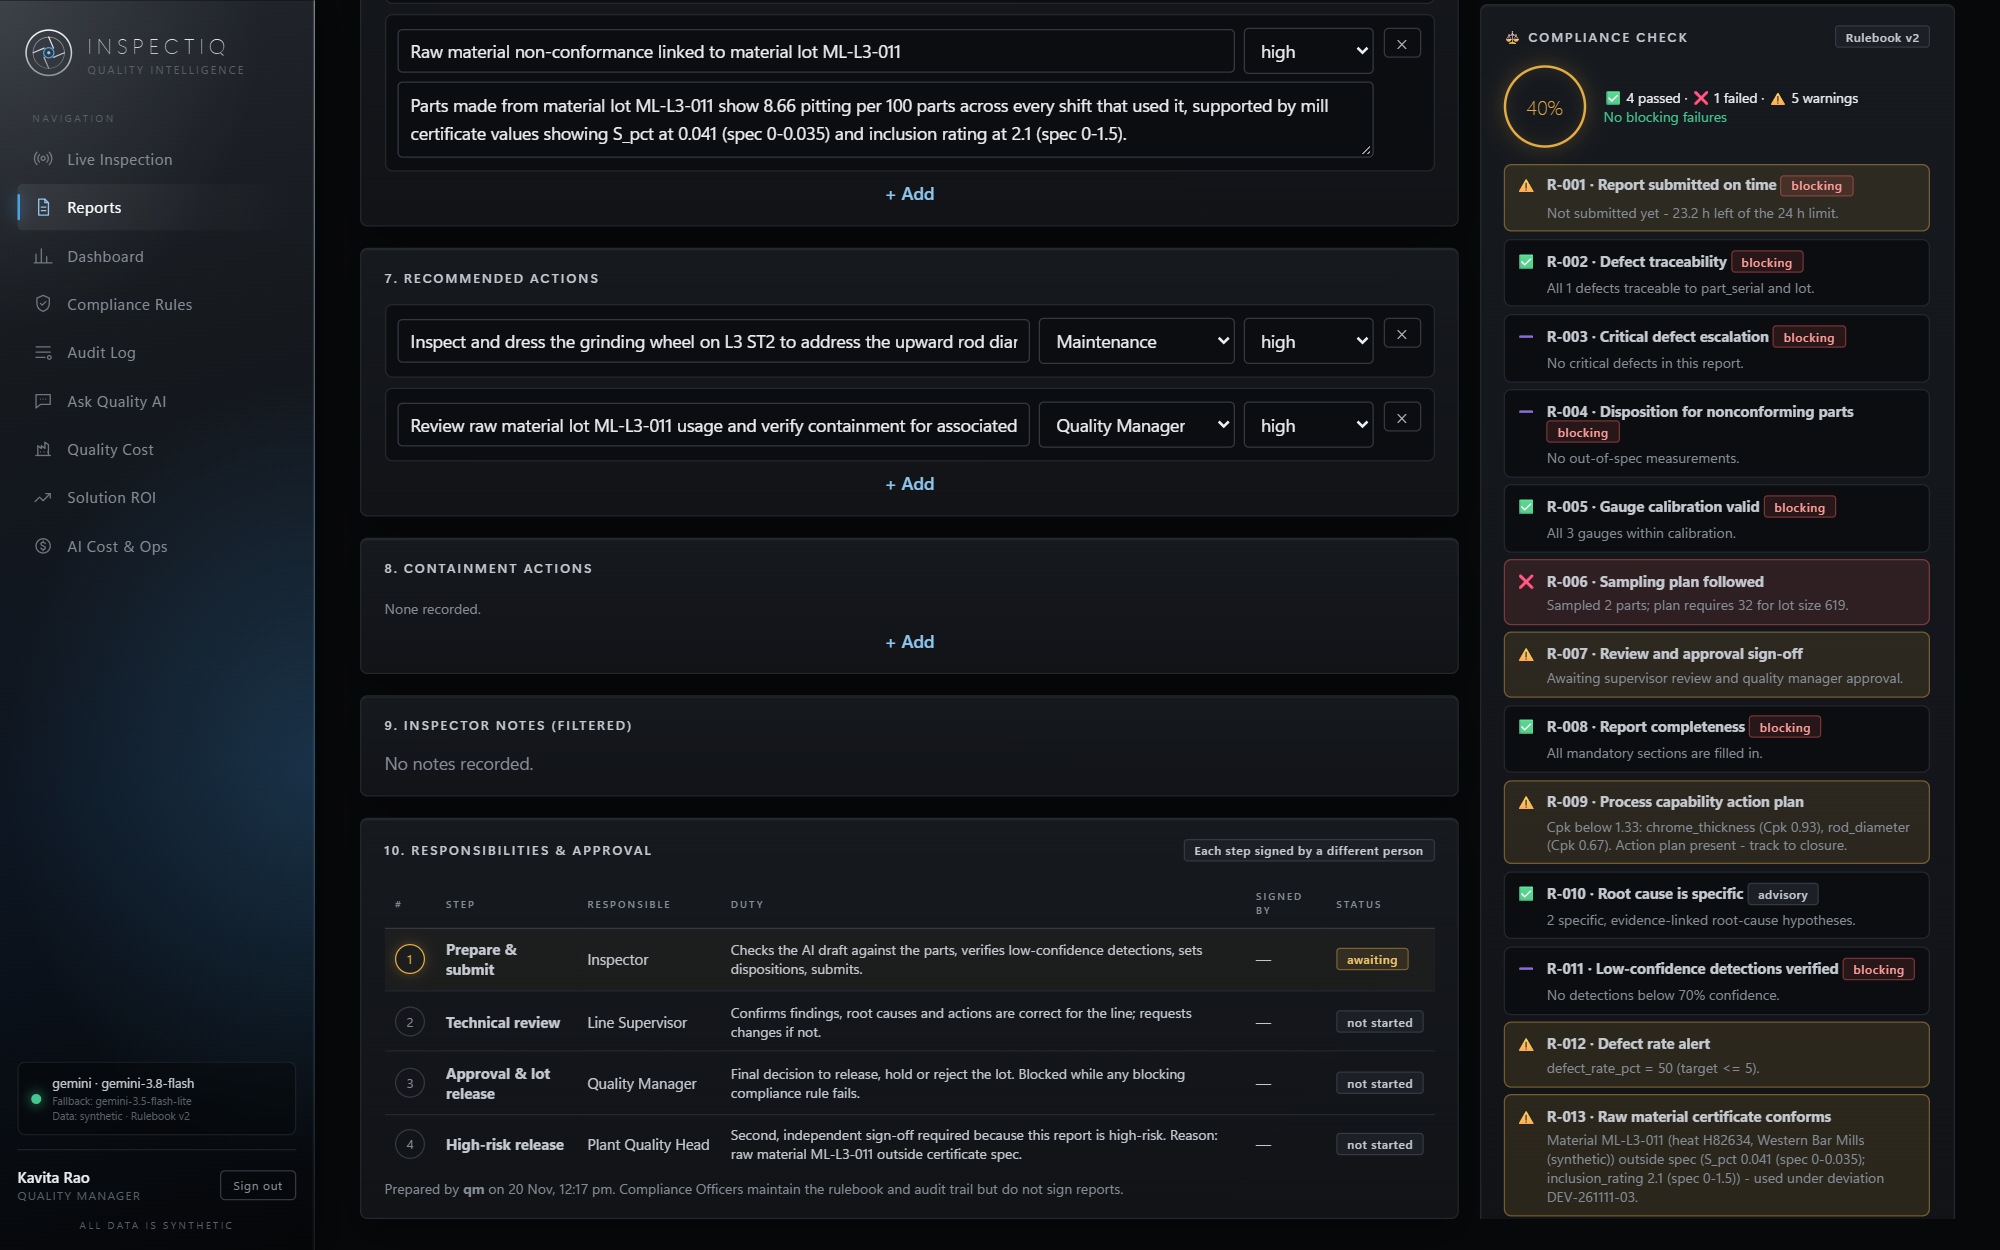 INSPECTIQ
QUALITY INTELLIGENCE
NAVIGATION
Live Inspection
Reports
Dashboard
Compliance Rules
Audit Log
Ask Quality AI
Quality Cost
Solution ROI
AI Cost & Ops
gemini · gemini-3.8-flash
Fallback: gemini-3.5-flash-lite
Data: synthetic · Rulebook v2
Kavita Rao
QUALITY MANAGER
Sign out
ALL DATA IS SYNTHETIC
Raw material non-conformance linked to material lot ML-L3-011
high
×
Parts made from material lot ML-L3-011 show 8.66 pitting per 100 parts across every shift that used it, supported by mill
certificate values showing S_pct at 0.041 (spec 0-0.035) and inclusion rating at 2.1 (spec 0-1.5).
+ Add
7. RECOMMENDED ACTIONS
Inspect and dress the grinding wheel on L3 ST2 to address the upward rod diar
Maintenance
high
×
Review raw material lot ML-L3-011 usage and verify containment for associated
Quality Manager
high
×
+ Add
8. CONTAINMENT ACTIONS
None recorded.
+ Add
9. INSPECTOR NOTES (FILTERED)
No notes recorded.
10. RESPONSIBILITIES & APPROVAL
Each step signed by a different person
# STEP RESPONSIBLE DUTY SIGNED BY STATUS
1 Prepare & submit Inspector Checks the AI draft against the parts, verifies low-confidence detections, sets
dispositions, submits. — awaiting
2 Technical review Line Supervisor Confirms findings, root causes and actions are correct for the line; requests
changes if not. — not started
3 Approval & lot release Quality Manager Final decision to release, hold or reject the lot. Blocked while any blocking
compliance rule fails. — not started
4 High-risk release Plant Quality Head Second, independent sign-off required because this report is high-risk. Reason:
raw material ML-L3-011 outside certificate spec. — not started
Prepared by qm on 20 Nov, 12:17 pm. Compliance Officers maintain the rulebook and audit trail but do not sign reports.
COMPLIANCE CHECK
Rulebook v2
40%
4 passed · 1 failed · 5 warnings
No blocking failures
R-001 · Report submitted on time blocking
Not submitted yet - 23.2 h left of the 24 h limit.
R-002 · Defect traceability blocking
All 1 defects traceable to part_serial and lot.
R-003 · Critical defect escalation blocking
No critical defects in this report.
R-004 · Disposition for nonconforming parts
blocking
No out-of-spec measurements.
R-005 · Gauge calibration valid blocking
All 3 gauges within calibration.
R-006 · Sampling plan followed
Sampled 2 parts; plan requires 32 for lot size 619.
R-007 · Review and approval sign-off
Awaiting supervisor review and quality manager approval.
R-008 · Report completeness blocking
All mandatory sections are filled in.
R-009 · Process capability action plan
Cpk below 1.33: chrome_thickness (Cpk 0.93), rod_diameter
(Cpk 0.67). Action plan present - track to closure.
R-010 · Root cause is specific advisory
2 specific, evidence-linked root-cause hypotheses.
R-011 · Low-confidence detections verified blocking
No detections below 70% confidence.
R-012 · Defect rate alert
defect_rate_pct = 50 (target <= 5).
R-013 · Raw material certificate conforms
Material ML-L3-011 (heat H82634, Western Bar Mills
(synthetic)) outside spec (S_pct 0.041 (spec 0-0.035);
inclusion_rating 2.1 (spec 0-1.5)) - used under deviation
DEV-261111-03.